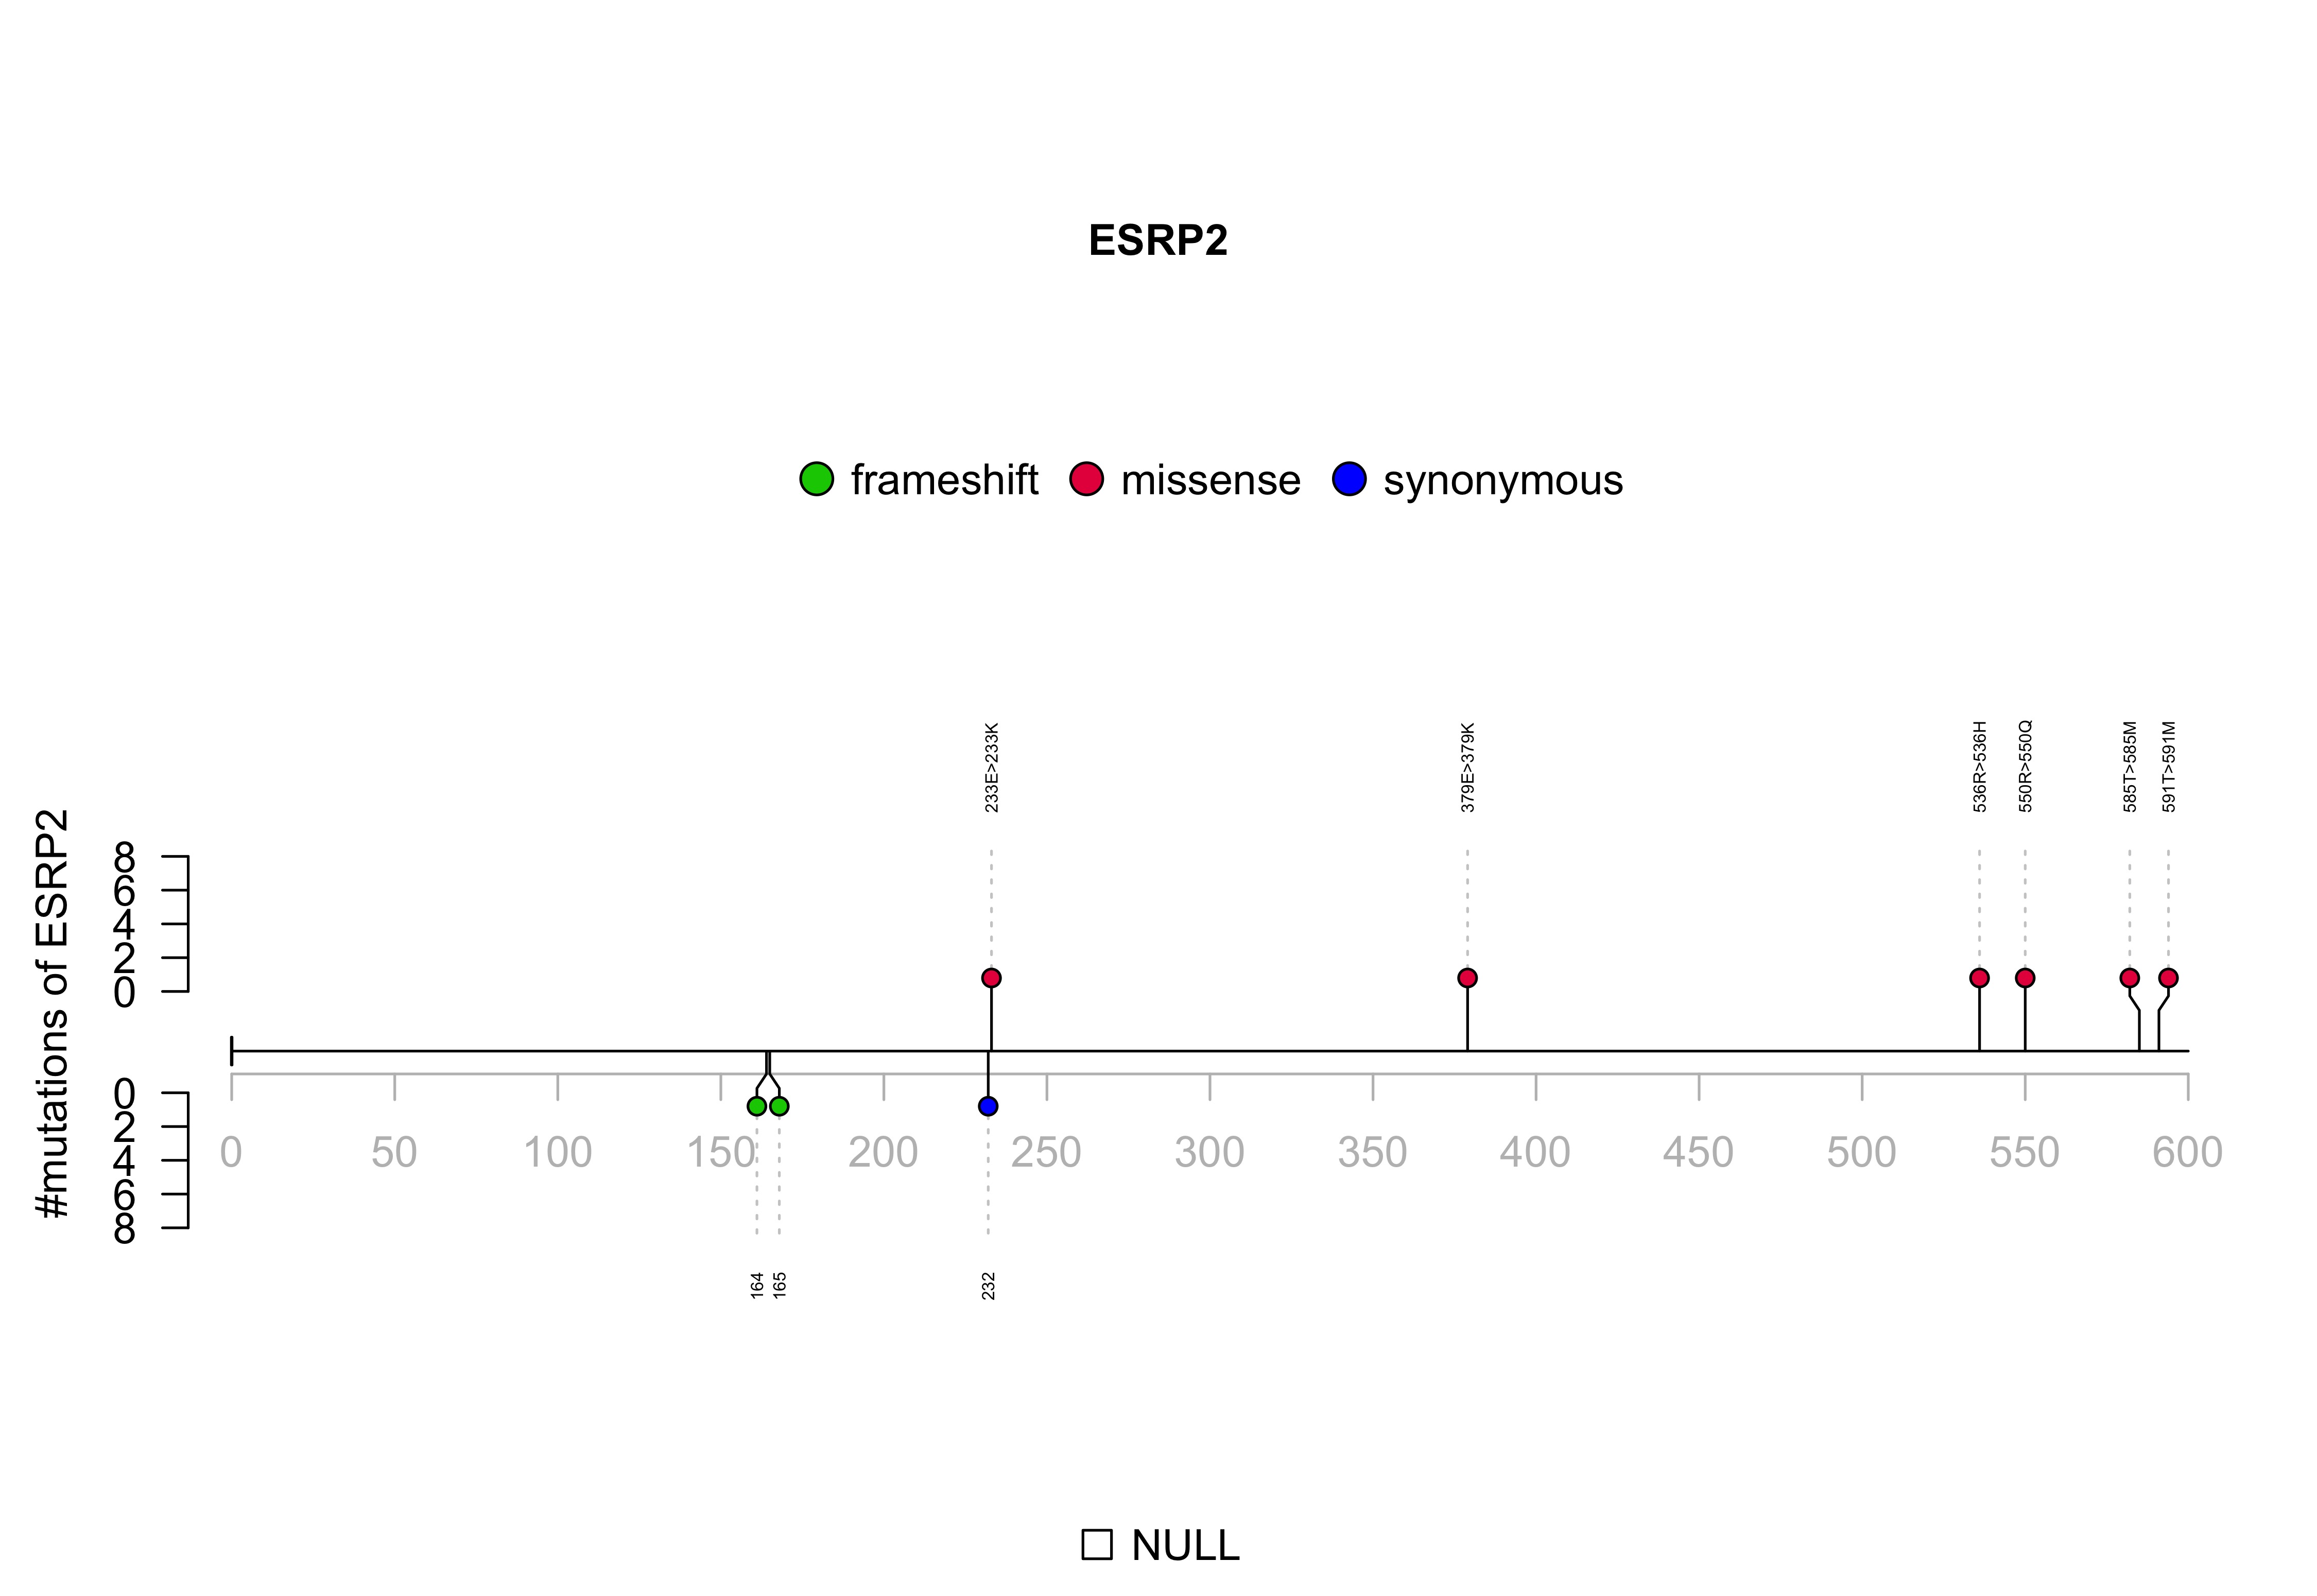 ESRP2
frameshift missense synonymous
233E>233K
379E>379K
536R>536H
550R>550Q
585T>585M
591T>591M
#mutations of ESRP2
8
6
4
2
0
0
2
4
6
8
0 50 100 150 200 250 300 350 400 450 500 550 600
164
165
232
NULL